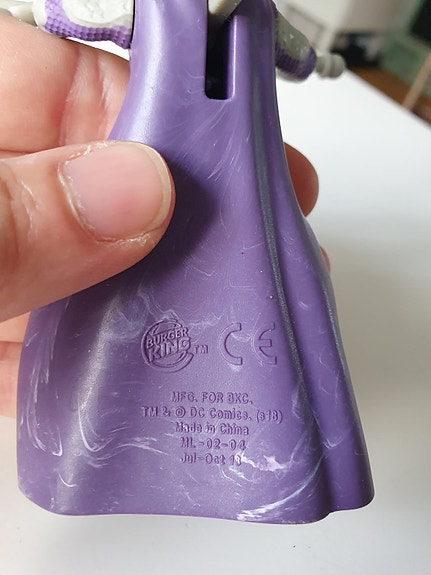 BURGER
KING TM CE
MFG. FOR BKC.
TM & © DC Comics. (s18)
Made in China
ML-02-04
Jul-Oct 18